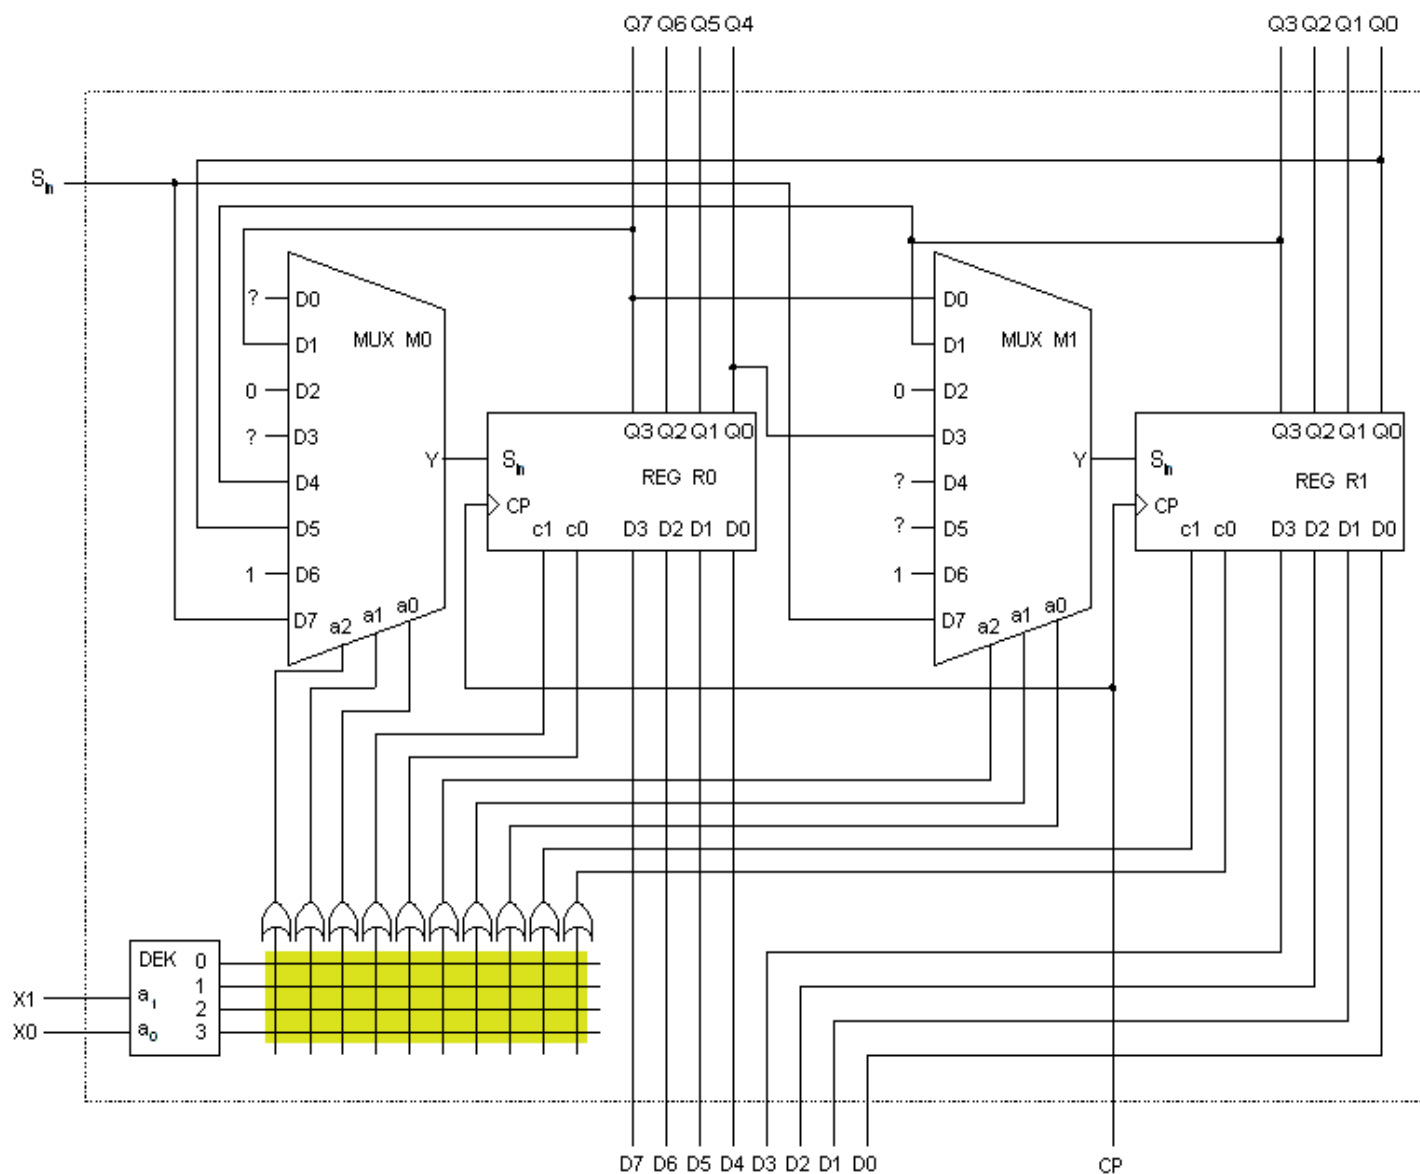 Q7 Q6 Q5 Q4 Q3 Q2 Q1 Q0
S In
? D0 D0
D1 MUX M0 D1 MUX M1
0 D2 0 D2
? D3 D3
Q3 Q2 Q1 Q0 Q3 Q2 Q1 Q0
Y S In Y S In
D4 REG R0 ? D4 REG R1
CP CP
D5 c1 c0 D3 D2 D1 D0 ? D5 c1 c0 D3 D2 D1 D0
1 D6 1 D6
D7 a2 a1 a0 D7 a2 a1 a0
DEK 0
1
X1 a1 2
X0 a0 3
D7 D6 D5 D4 D3 D2 D1 D0 CP